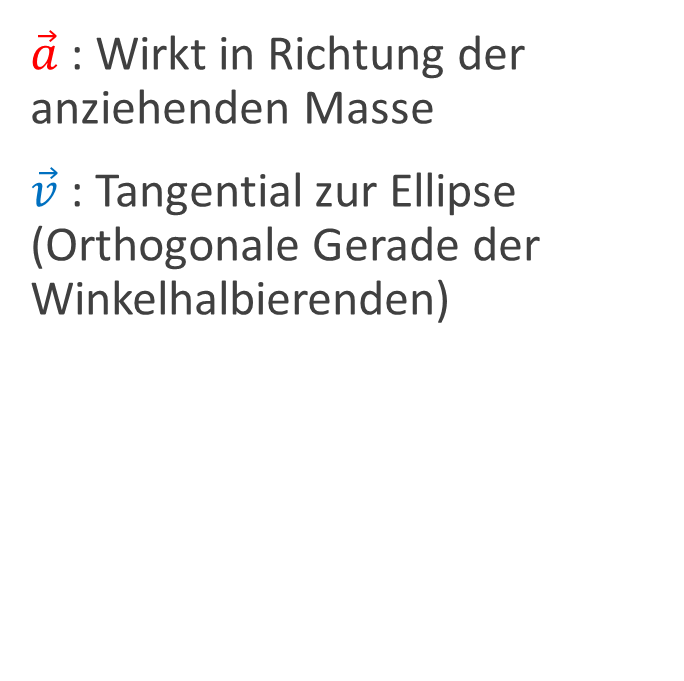 a⃗ : Wirkt in Richtung der
anziehenden Masse
v⃗ : Tangential zur Ellipse
(Orthogonale Gerade der
Winkelhalbierenden)